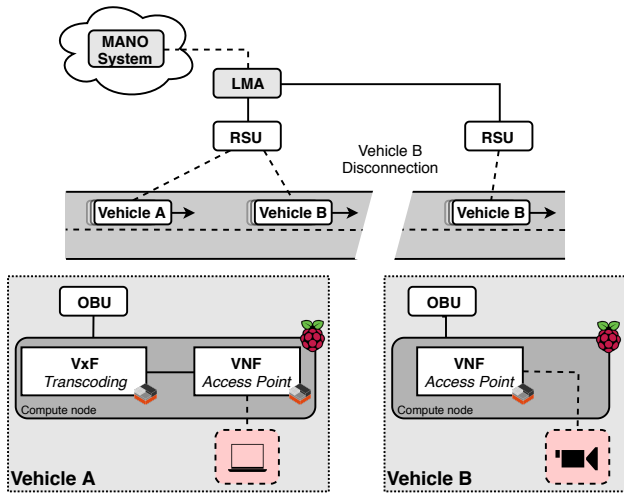 MANO
System
LMA
RSU
RSU
Vehicle B
Disconnection
Vehicle A
Vehicle B
Vehicle B
OBU
VxF
Transcoding
VNF
Access Point
Compute node
Vehicle A
OBU
VNF
Access Point
Compute node
Vehicle B